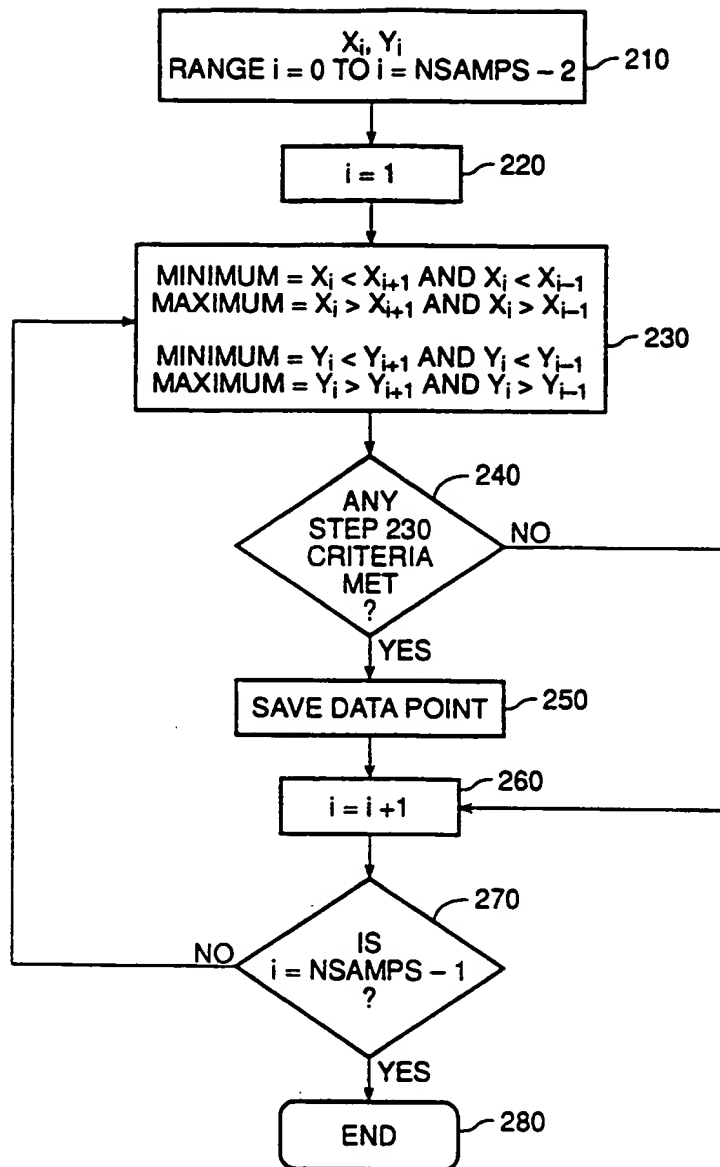 Xi, Yi
RANGE i = 0 TO i = NSAMPS – 2
210
i = 1
220
MINIMUM = Xi < Xi+1 AND Xi < Xi–1
MAXIMUM = Xi > Xi+1 AND Xi > Xi–1
MINIMUM = Yi < Yi+1 AND Yi < Yi–1
MAXIMUM = Yi > Yi+1 AND Yi > Yi–1
230
240
ANY
STEP 230
CRITERIA
MET
?
NO
YES
SAVE DATA POINT
250
260
i = i +1
270
IS
i = NSAMPS – 1
?
NO
YES
END
280